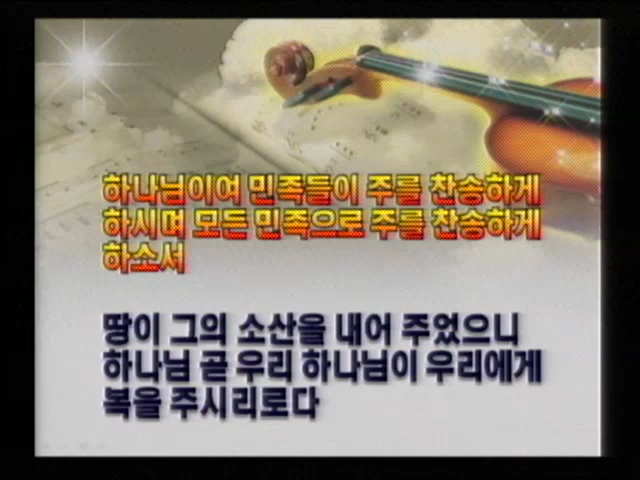 하나님이여 민족들이 주를 찬송하게
하시며 모든 민족으로 주를 찬송하게
하소서
땅이 그의 소산을 내어 주었으니
하나님 곧 우리 하나님이 우리에게
복을 주시리로다